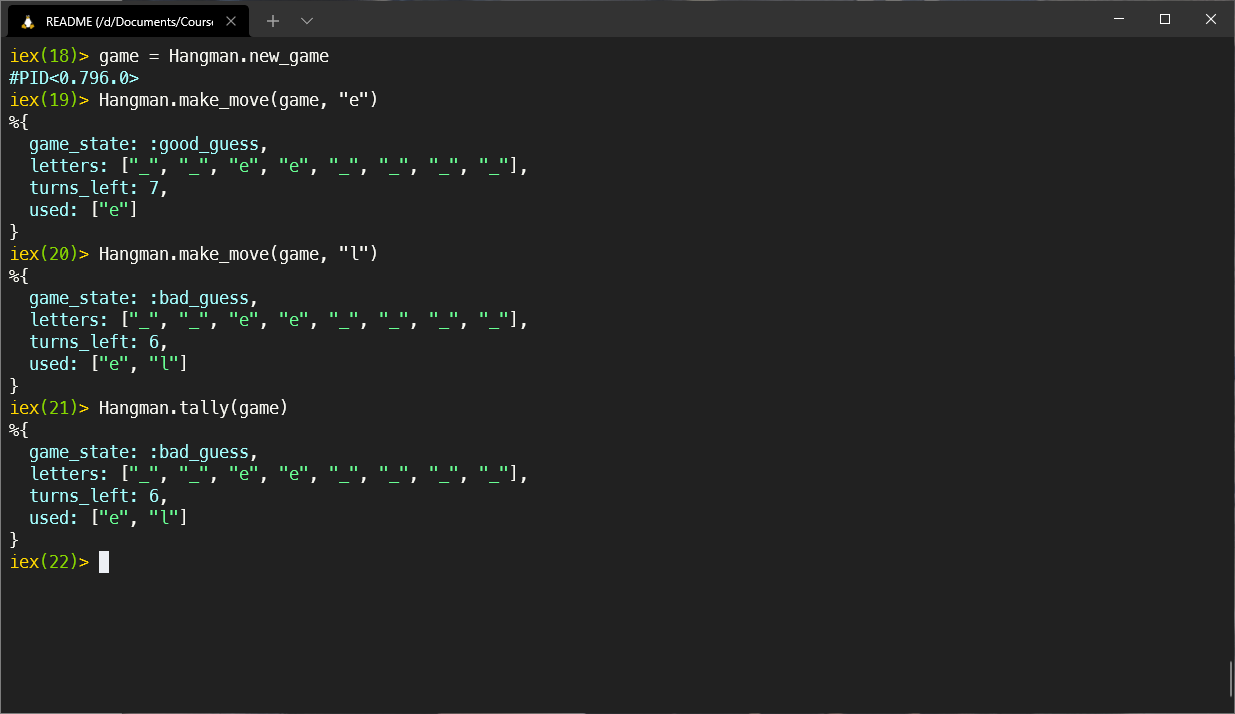 README (/d/Documents/Cours
iex(18)> game = Hangman.new_game
#PID<0.796.0>
iex(19)> Hangman.make_move(game, "e")
%{
  game_state: :good_guess,
  letters: ["_", "_", "e", "e", "_", "_", "_", "_"],
  turns_left: 7,
  used: ["e"]
}
iex(20)> Hangman.make_move(game, "l")
%{
  game_state: :bad_guess,
  letters: ["_", "_", "e", "e", "_", "_", "_", "_"],
  turns_left: 6,
  used: ["e", "l"]
}
iex(21)> Hangman.tally(game)
%{
  game_state: :bad_guess,
  letters: ["_", "_", "e", "e", "_", "_", "_", "_"],
  turns_left: 6,
  used: ["e", "l"]
}
iex(22)>